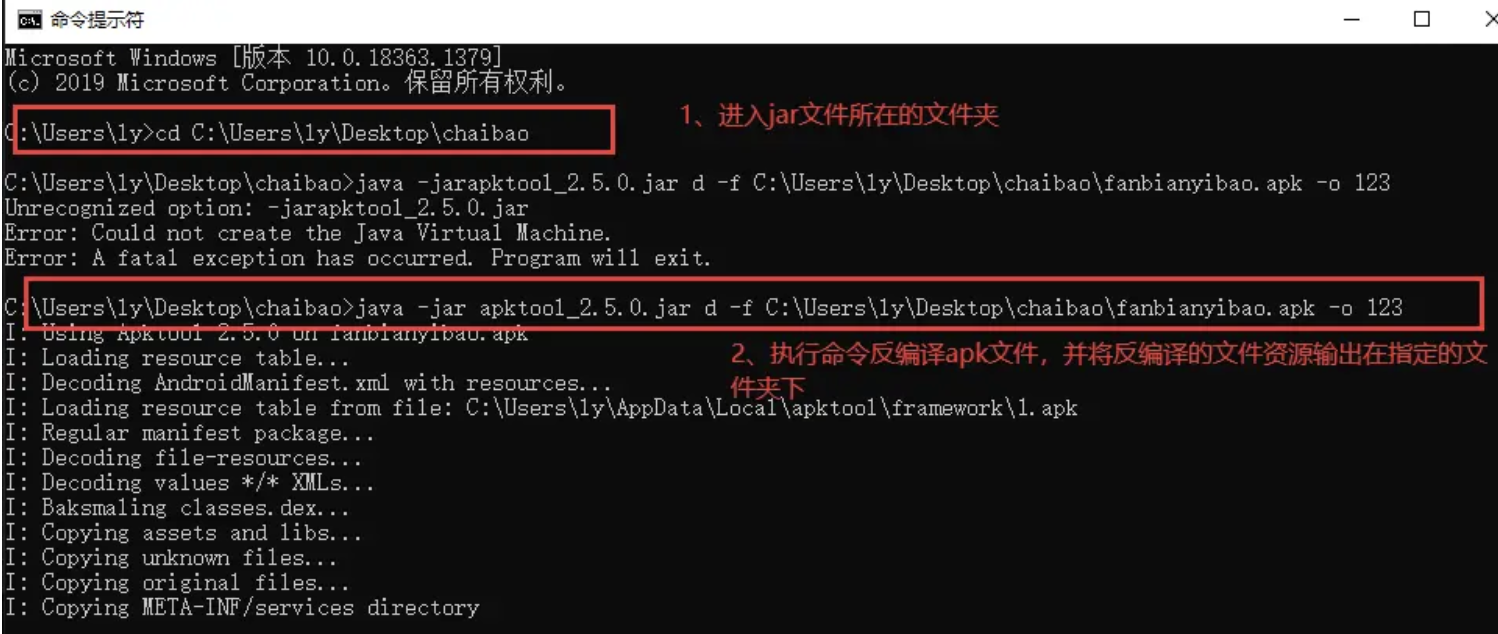 命令提示符
Microsoft Windows [版本 10.0.18363.1379]
(c) 2019 Microsoft Corporation。保留所有权利。
C:\Users\ly>cd C:\Users\ly\Desktop\chaibao
1、进入jar文件所在的文件夹
C:\Users\ly\Desktop\chaibao>java -jarapktool_2.5.0.jar d -f C:\Users\ly\Desktop\chaibao\fanbianyibao.apk -o 123
Unrecognized option: -jarapktool_2.5.0.jar
Error: Could not create the Java Virtual Machine.
Error: A fatal exception has occurred. Program will exit.
C:\Users\ly\Desktop\chaibao>java -jar apktool_2.5.0.jar d -f C:\Users\ly\Desktop\chaibao\fanbianyibao.apk -o 123
I: Using Apktool 2.5.0 on fanbianyibao.apk
2、执行命令反编译apk文件，并将反编译的文件资源输出在指定的文
件夹下
I: Loading resource table...
I: Decoding AndroidManifest.xml with resources...
I: Loading resource table from file: C:\Users\ly\AppData\Local\apktool\framework\1.apk
I: Regular manifest package...
I: Decoding file-resources...
I: Decoding values */* XMLs...
I: Baksmaling classes.dex...
I: Copying assets and libs...
I: Copying unknown files...
I: Copying original files...
I: Copying META-INF/services directory